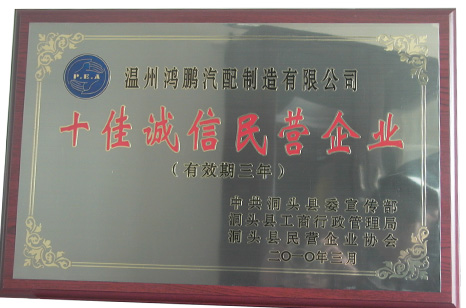 P.E.A
温州鸿鹏汽配制造有限公司
十佳诚信民营企业
（有效期三年）
中共洞头县委宣传部
洞头县工商行政管理局
洞头县民营企业协会
二〇一〇年三月